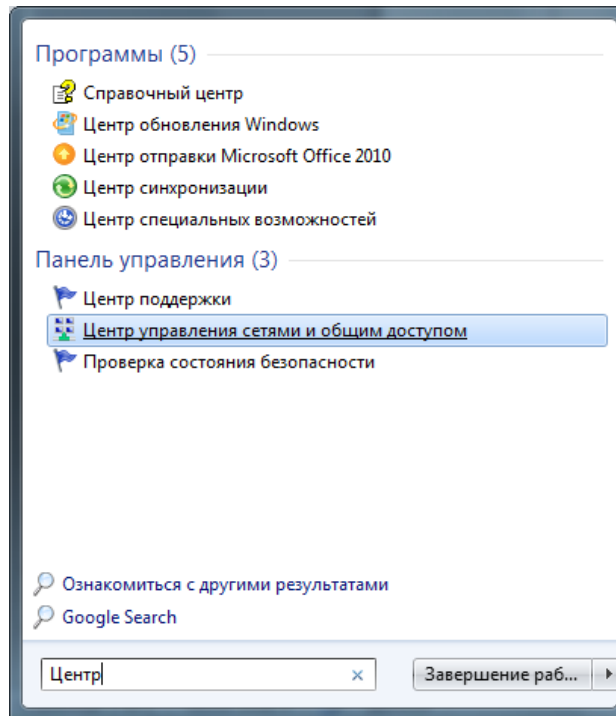 Программы (5)
Справочный центр
Центр обновления Windows
Центр отправки Microsoft Office 2010
Центр синхронизации
Центр специальных возможностей
Панель управления (3)
Центр поддержки
Центр управления сетями и общим доступом
Проверка состояния безопасности
Ознакомиться с другими результатами
Google Search
Центр
Завершение раб...